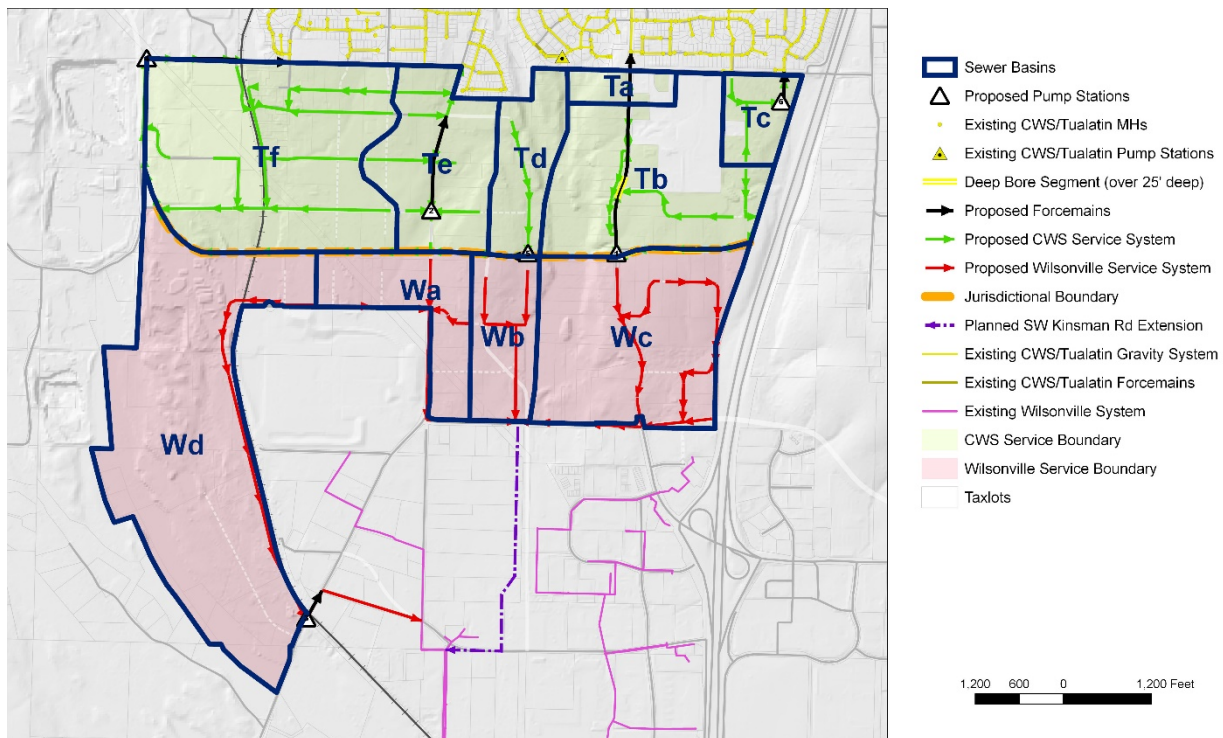 Ta
Tc
6
Tf
Te
Td
Tb
2
Wa
Wb
Wc
Wd
Sewer Basins
Proposed Pump Stations
Existing CWS/Tualatin MHs
Existing CWS/Tualatin Pump Stations
Deep Bore Segment (over 25' deep)
Proposed Forcemains
Proposed CWS Service System
Proposed Wilsonville Service System
Jurisdictional Boundary
Planned SW Kinsman Rd Extension
Existing CWS/Tualatin Gravity System
Existing CWS/Tualatin Forcemains
Existing Wilsonville System
CWS Service Boundary
Wilsonville Service Boundary
Taxlots
1,200 600 0 1,200 Feet